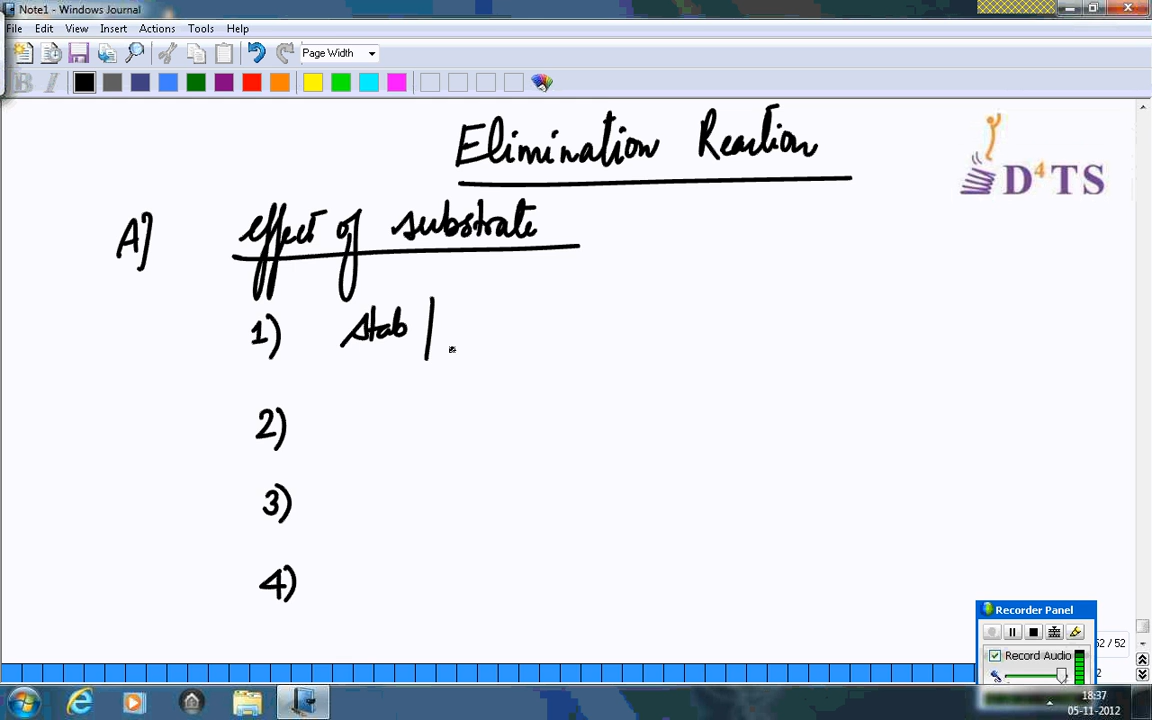 Note1 - Windows Journal
File Edit View Insert Actions Tools Help
Page Width
B I
Elimination Reaction
D4TS
A) effect of substrate
1) stab |
2)
3)
4)
Recorder Panel
52 / 52
Record Audio
2
18:37
05-11-2012